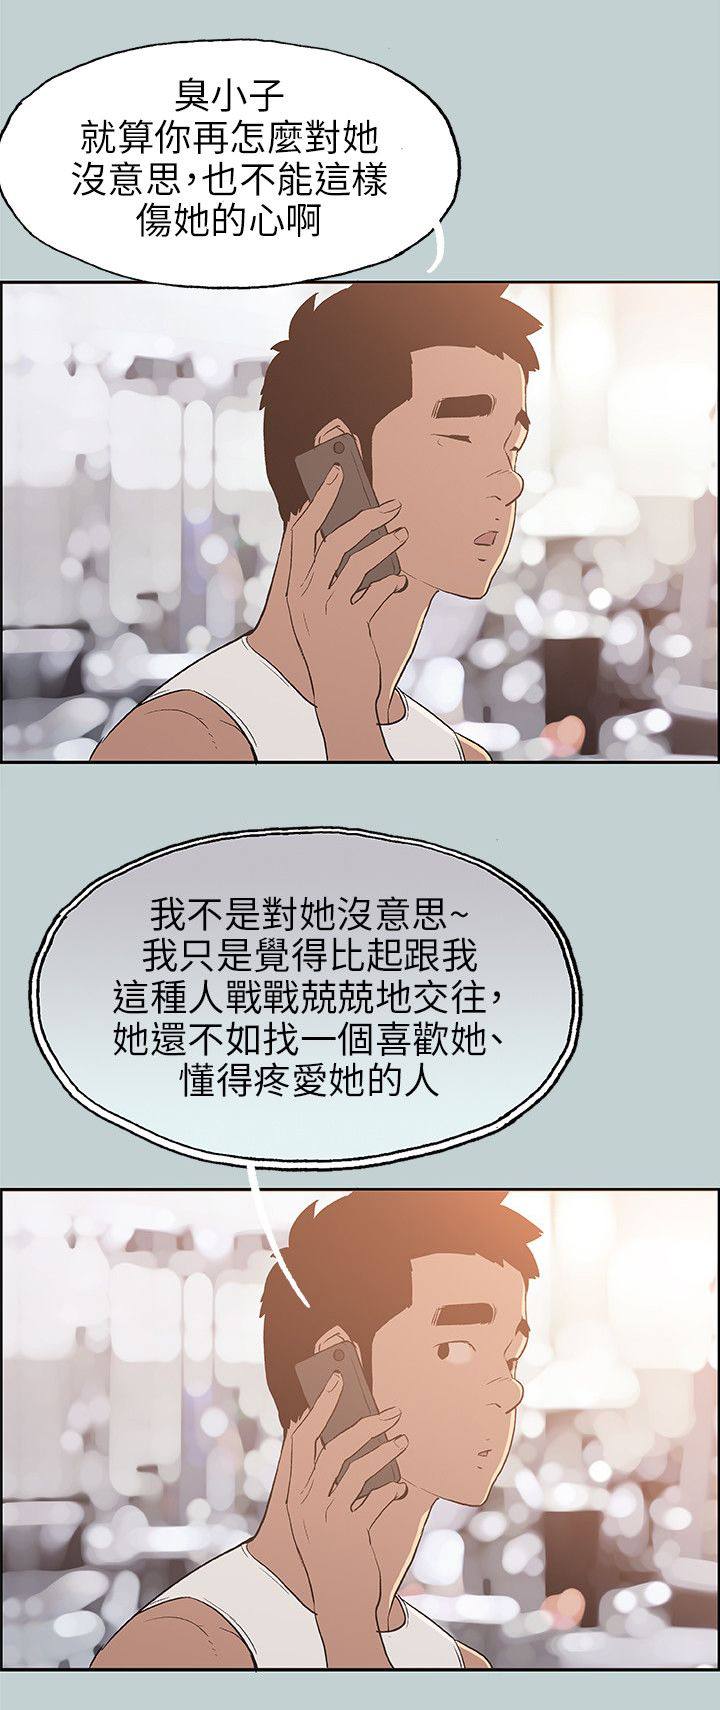 臭小子
就算你再怎麼對她
沒意思，也不能這樣
傷她的心啊
我不是對她沒意思~
我只是覺得比起跟我
這種人戰戰兢兢地交往，
她還不如找一個喜歡她、
懂得疼愛她的人